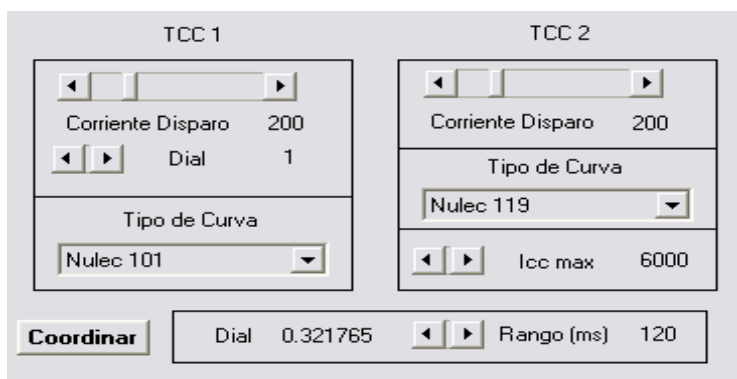 TCC 1
Corriente Disparo 200
Dial 1
Tipo de Curva
Nulec 101
TCC 2
Corriente Disparo 200
Tipo de Curva
Nulec 119
Icc max 6000
Coordinar
Dial 0.321765
Rango (ms) 120